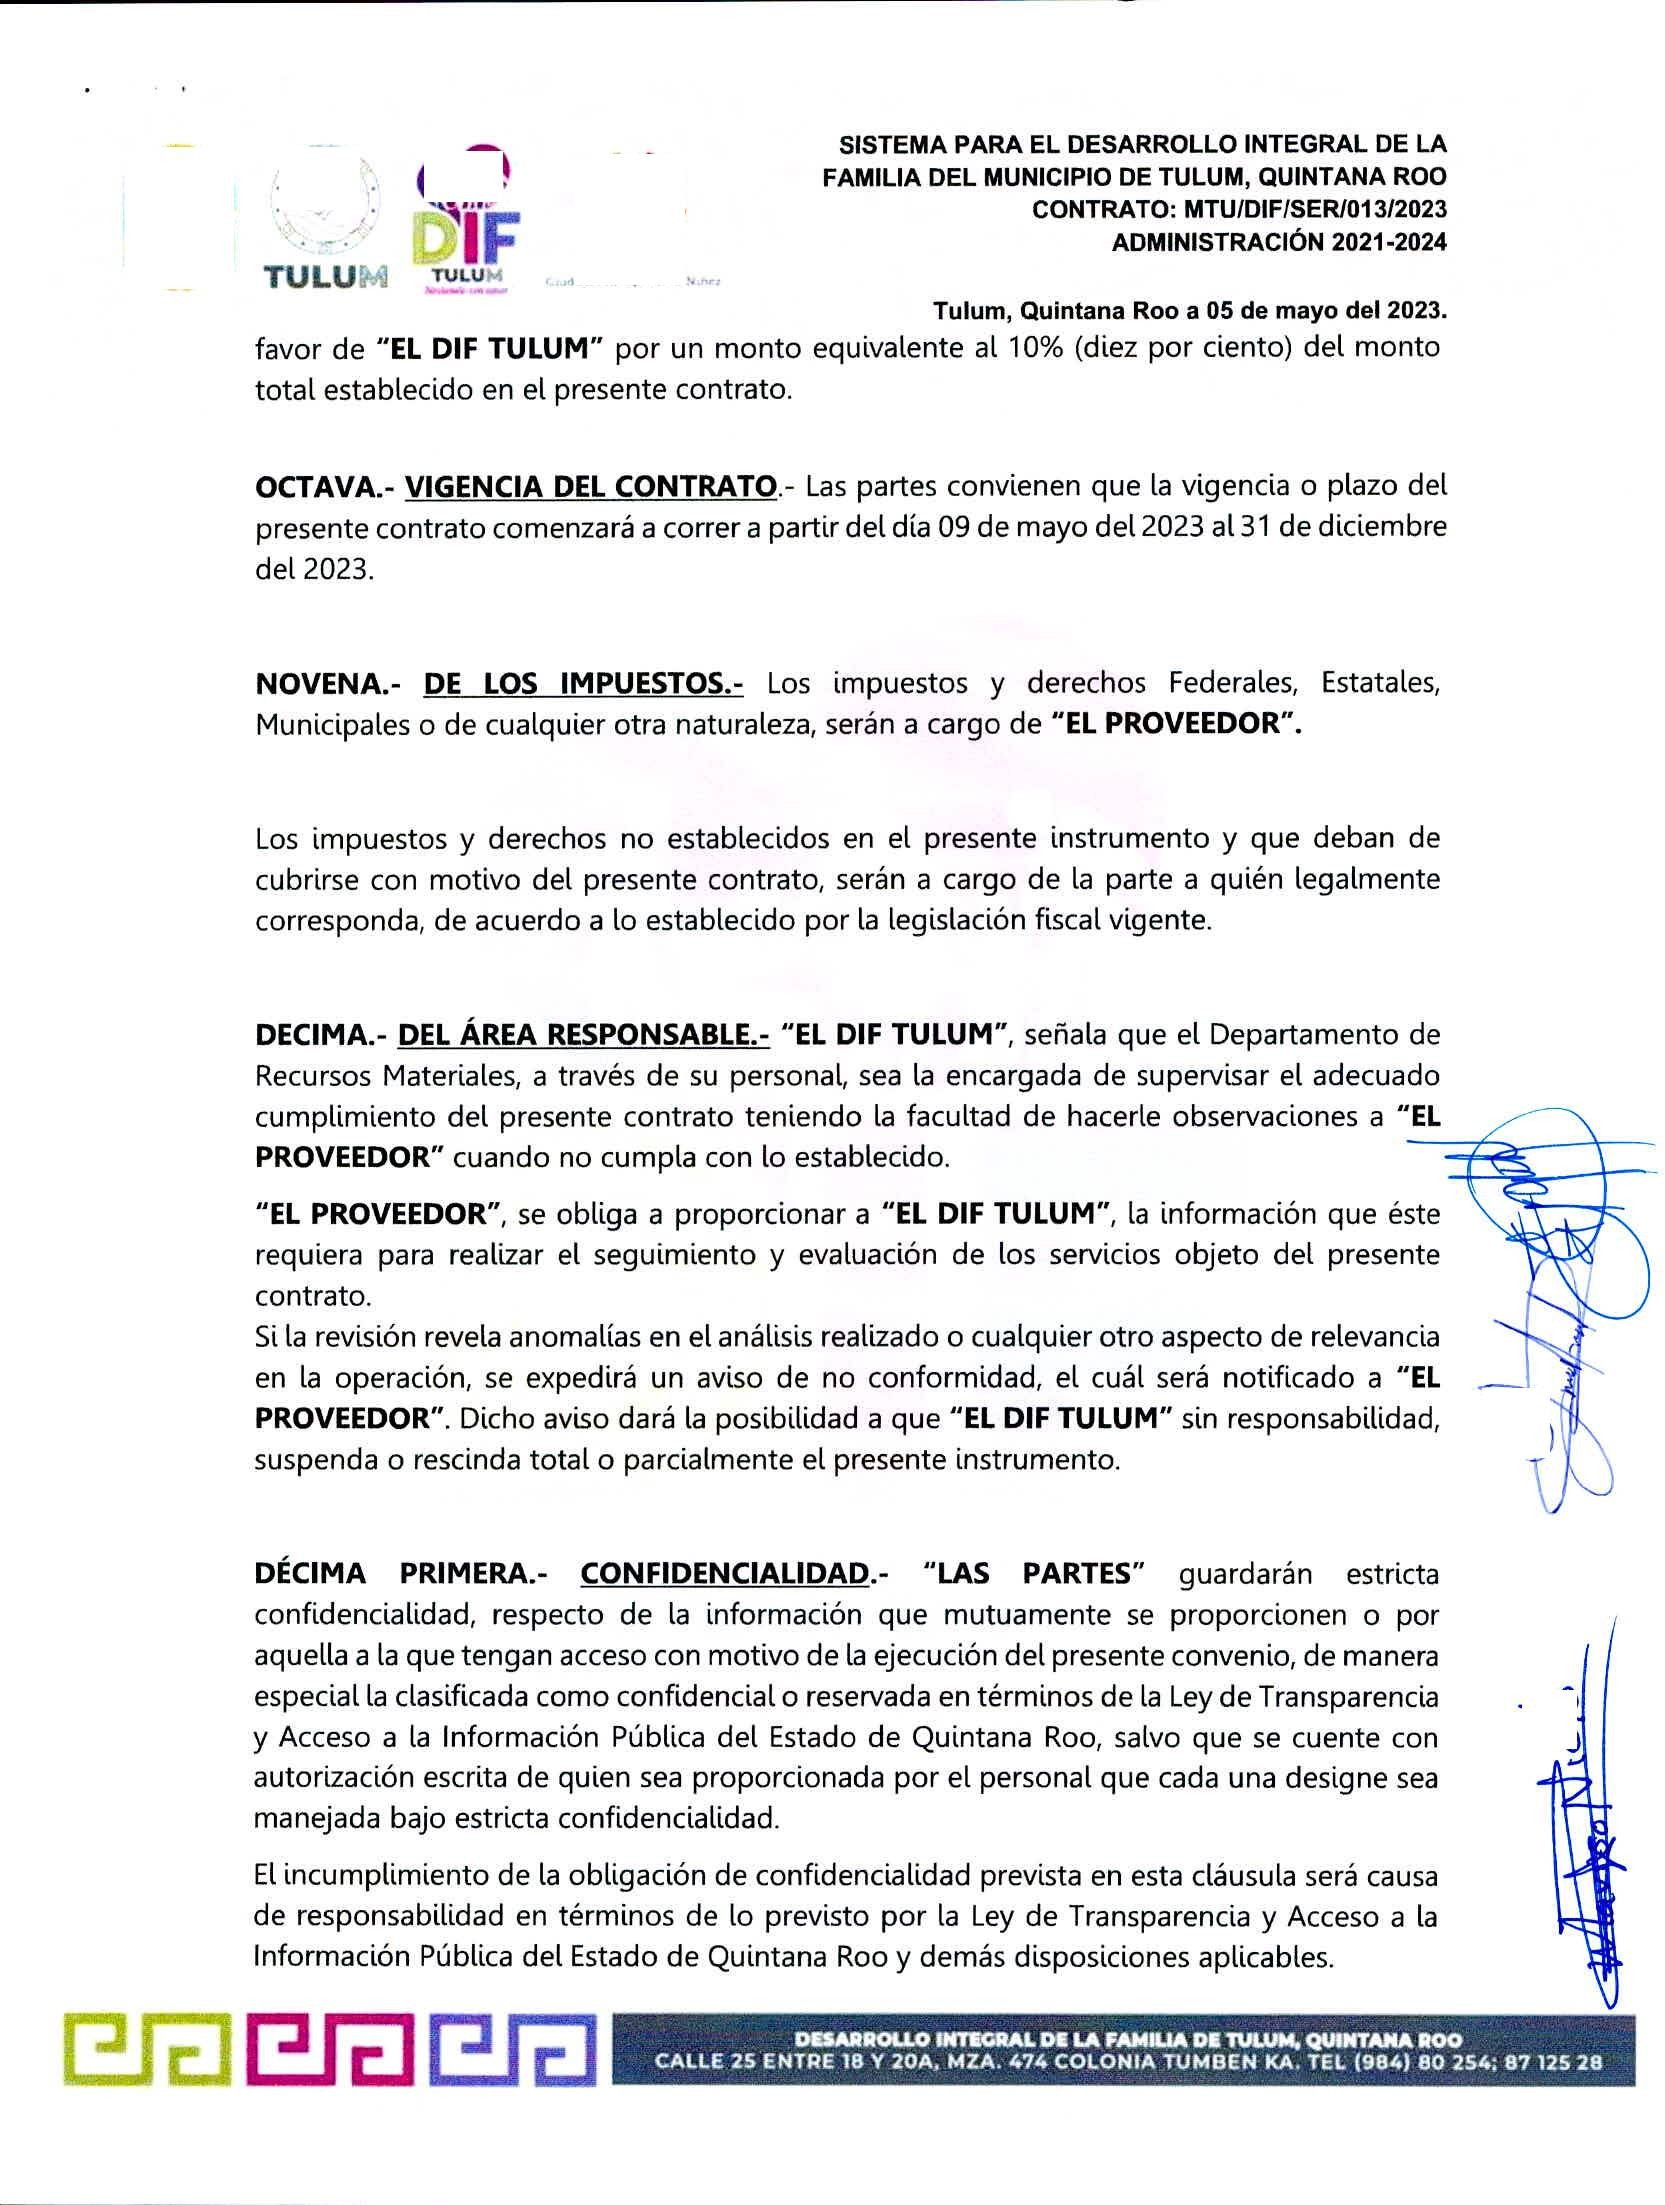 SISTEMA PARA EL DESARROLLO INTEGRAL DE LA
FAMILIA DEL MUNICIPIO DE TULUM, QUINTANA ROO
CONTRATO: MTU/DIF/SER/013/2023
ADMINISTRACIÓN 2021-2024
TULUM
DIF
TULUM
Tulum, Quintana Roo a 05 de mayo del 2023.
favor de “EL DIF TULUM” por un monto equivalente al 10% (diez por ciento) del monto
total establecido en el presente contrato.
OCTAVA.- VIGENCIA DEL CONTRATO.- Las partes convienen que la vigencia o plazo del
presente contrato comenzará a correr a partir del día 09 de mayo del 2023 al 31 de diciembre
del 2023.
NOVENA.- DE LOS IMPUESTOS.- Los impuestos y derechos Federales, Estatales,
Municipales o de cualquier otra naturaleza, serán a cargo de “EL PROVEEDOR”.
Los impuestos y derechos no establecidos en el presente instrumento y que deban de
cubrirse con motivo del presente contrato, serán a cargo de la parte a quién legalmente
corresponda, de acuerdo a lo establecido por la legislación fiscal vigente.
DECIMA.- DEL ÁREA RESPONSABLE.- “EL DIF TULUM”, señala que el Departamento de
Recursos Materiales, a través de su personal, sea la encargada de supervisar el adecuado
cumplimiento del presente contrato teniendo la facultad de hacerle observaciones a “EL
PROVEEDOR” cuando no cumpla con lo establecido.
“EL PROVEEDOR”, se obliga a proporcionar a “EL DIF TULUM”, la información que éste
requiera para realizar el seguimiento y evaluación de los servicios objeto del presente
contrato.
Si la revisión revela anomalías en el análisis realizado o cualquier otro aspecto de relevancia
en la operación, se expedirá un aviso de no conformidad, el cuál será notificado a “EL
PROVEEDOR”. Dicho aviso dará la posibilidad a que “EL DIF TULUM” sin responsabilidad,
suspenda o rescinda total o parcialmente el presente instrumento.
DÉCIMA PRIMERA.- CONFIDENCIALIDAD.- “LAS PARTES” guardarán estricta
confidencialidad, respecto de la información que mutuamente se proporcionen o por
aquella a la que tengan acceso con motivo de la ejecución del presente convenio, de manera
especial la clasificada como confidencial o reservada en términos de la Ley de Transparencia
y Acceso a la Información Pública del Estado de Quintana Roo, salvo que se cuente con
autorización escrita de quien sea proporcionada por el personal que cada una designe sea
manejada bajo estricta confidencialidad.
El incumplimiento de la obligación de confidencialidad prevista en esta cláusula será causa
de responsabilidad en términos de lo previsto por la Ley de Transparencia y Acceso a la
Información Pública del Estado de Quintana Roo y demás disposiciones aplicables.
DESARROLLO INTEGRAL DE LA FAMILIA DE TULUM, QUINTANA ROO
CALLE 25 ENTRE 18 Y 20A, MZA. 474 COLONIA TUMBEN KA. TEL (984) 80 254; 87 125 28